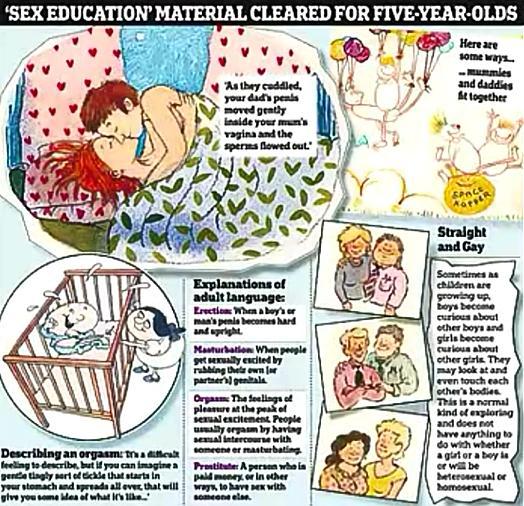 'SEX EDUCATION' MATERIAL CLEARED FOR FIVE-YEAR-OLDS
'As they cuddled,
your dad's penis
moved gently
inside your mum's
vagina and the
sperms flowed out.'
Here are
some ways...
... mummies
and daddies
fit together
SPACE
HOPPER
Straight
and Gay
Sometimes as
children are
growing up,
boys become
curious about
other boys and
girls become
curious about
other girls. They
may look at and
even touch each
other's bodies.
This is a normal
kind of exploring
and does not
have anything to
do with whether
a girl or a boy is
or will be
heterosexual or
homosexual.
Explanations of
adult language:
Erection: When a boy's or
man's penis becomes hard
and upright.
Masturbation: When people
get sexually excited by
rubbing their own [or
partner's] genitals.
Orgasm: The feelings of
pleasure at the peak of
sexual excitement. People
usually orgasm by having
sexual intercourse with
someone or masturbating.
Prostitute: A person who is
paid money, or in other
ways, to have sex with
someone else.
Describing an orgasm: 'It's a difficult
feeling to describe, but if you can imagine a
gentle tingly sort of tickle that starts in
your stomach and spreads all over, that will
give you some idea of what it's like...'